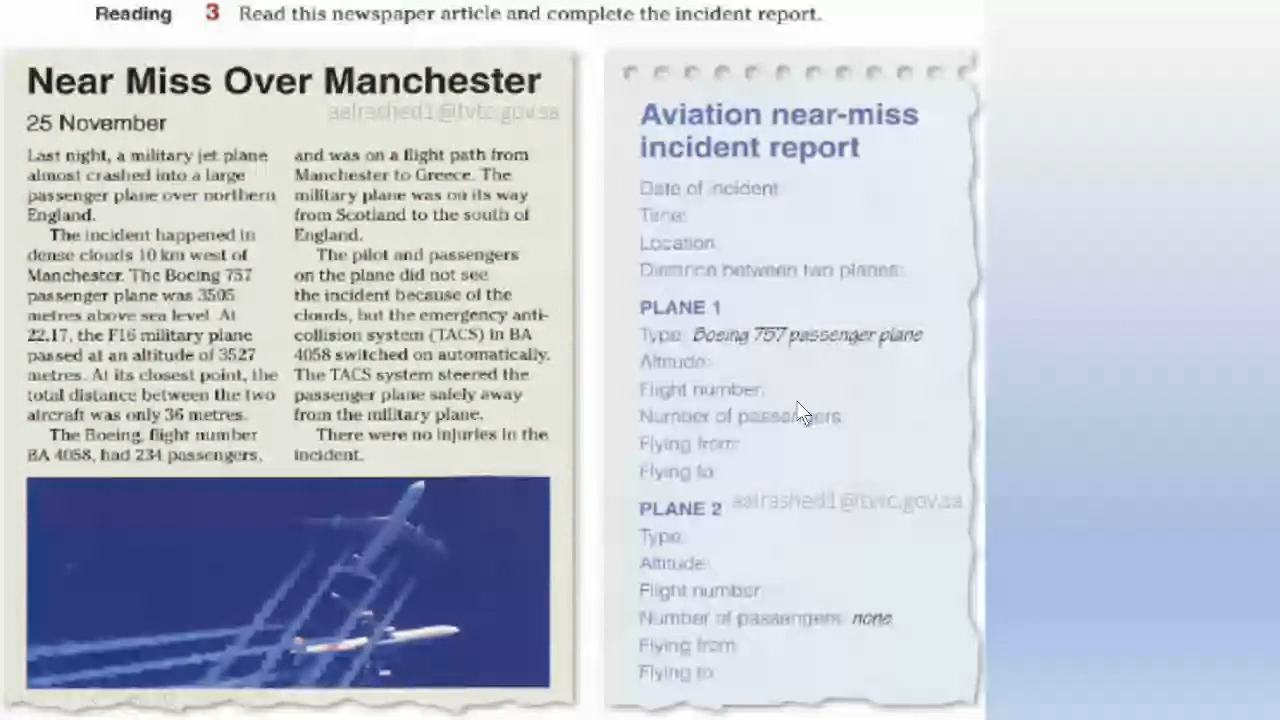 Reading 3 Read this newspaper article and complete the incident report.
Near Miss Over Manchester
aalrashed1@tvtc.gov.sa
25 November
Last night, a military jet plane
almost crashed into a large
passenger plane over northern
England.
The incident happened in
dense clouds 10 km west of
Manchester. The Boeing 757
passenger plane was 3505
metres above sea level. At
22.17, the F16 military plane
passed at an altitude of 3527
metres. At its closest point, the
total distance between the two
aircraft was only 36 metres.
The Boeing, flight number
BA 4058, had 234 passengers,
and was on a flight path from
Manchester to Greece. The
military plane was on its way
from Scotland to the south of
England.
The pilot and passengers
on the plane did not see
the incident because of the
clouds, but the emergency anti-
collision system (TACS) in BA
4058 switched on automatically.
The TACS system steered the
passenger plane safely away
from the military plane.
There were no injuries in the
incident.
Aviation near-miss
incident report
Date of incident:
Time:
Location:
Distance between two planes:
PLANE 1
Type: Boeing 757 passenger plane
Altitude:
Flight number:
Number of passengers:
Flying from:
Flying to:
PLANE 2 aalrashed1@tvtc.gov.sa
Type:
Altitude:
Flight number:
Number of passengers: none
Flying from:
Flying to: